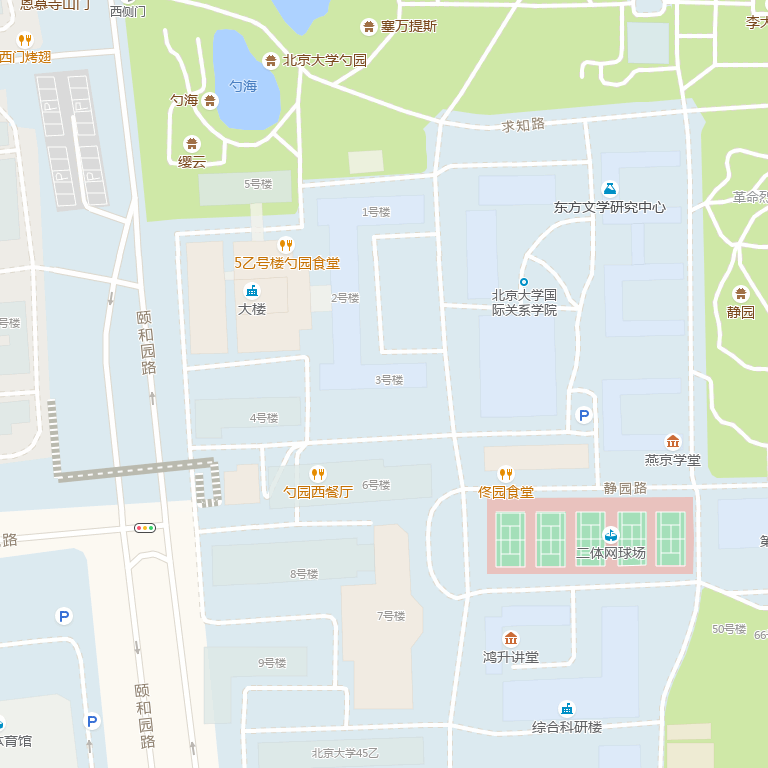 恩慕寺山门
西侧门
塞万提斯
李大
西门烤翅
北京大学勺园
勺海
勺海
求知路
缨云
5号楼
东方文学研究中心
革命烈
1号楼
5乙号楼勺园食堂
大楼
2号楼
北京大学国
际关系学院
静园
号楼
颐和园路
3号楼
4号楼
P
燕京学堂
勺园西餐厅
6号楼
佟园食堂
静园路
路
二体网球场
第
8号楼
P
7号楼
50号楼
66
鸿升讲堂
9号楼
颐和园路
P
综合科研楼
体育馆
北京大学45乙